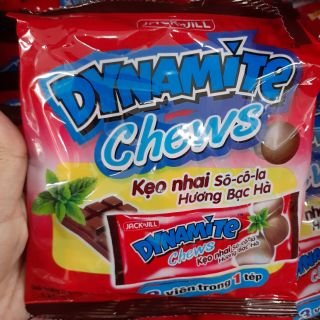 JACK 'n JILL
DYNAMITE
Chews
Kẹo nhai Sô-cô-la
Hương Bạc Hà
JACK 'n JILL
DYNAMITE
Chews
Kẹo nhai Sô-cô-la
Hương Bạc Hà
3 viên trong 1 tép